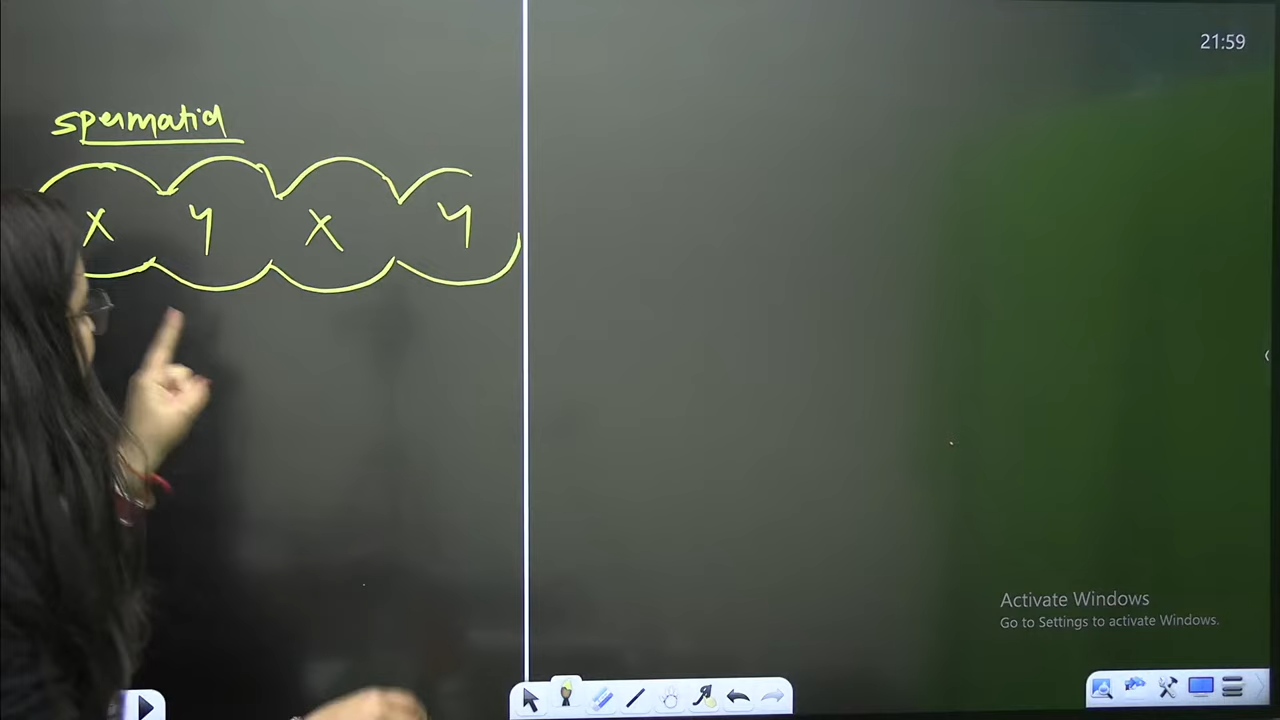 21:59
spermatid
X Y X Y
Activate Windows
Go to Settings to activate Windows.